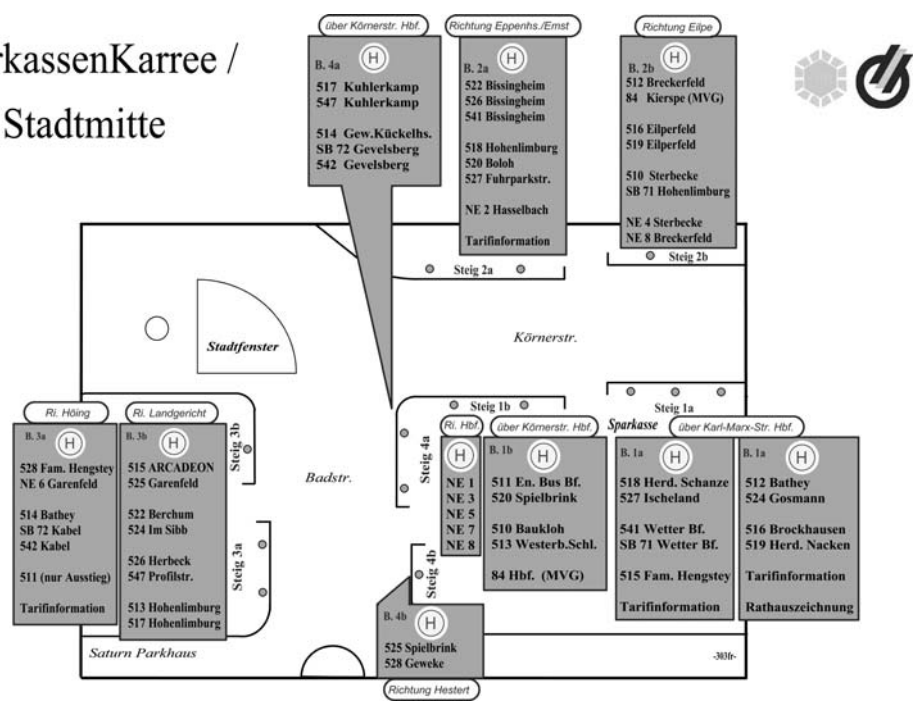 rkassenKarree /
Stadtmitte
über Körnerstr. Hbf.
B. 4a
H
517 Kuhlerkamp
547 Kuhlerkamp
514 Gew.Kückelhs.
SB 72 Gevelsberg
542 Gevelsberg
Richtung Eppenhs./Emst
B. 2a
H
522 Bissingheim
526 Bissingheim
541 Bissingheim
518 Hohenlimburg
520 Boloh
527 Fuhrparkstr.
NE 2 Hasselbach
Tarifinformation
Richtung Eilpe
B. 2b
H
512 Breckerfeld
84 Kierspe (MVG)
516 Eilperfeld
519 Eilperfeld
510 Sterbecke
SB 71 Hohenlimburg
NE 4 Sterbecke
NE 8 Breckerfeld
Steig 2a
Steig 2b
Stadtfenster
Körnerstr.
Badstr.
Steig 1b
Steig 1a
Sparkasse
Steig 3b
Steig 4a
Steig 3a
Steig 4b
Ri. Höing
B. 3a
H
528 Fam. Hengstey
NE 6 Garenfeld
514 Bathey
SB 72 Kabel
542 Kabel
511 (nur Ausstieg)
Tarifinformation
Ri. Landgericht
B. 3b
H
515 ARCADEON
525 Garenfeld
522 Berchum
524 Im Sibb
526 Herbeck
547 Profilstr.
513 Hohenlimburg
517 Hohenlimburg
Ri. Hbf.
H
NE 1
NE 3
NE 5
NE 7
NE 8
über Körnerstr. Hbf.
B. 1b
H
511 En. Bus Bf.
520 Spielbrink
510 Baukloh
513 Westerb.Schl.
84 Hbf. (MVG)
über Karl-Marx-Str. Hbf.
B. 1a
H
518 Herd. Schanze
527 Ischeland
541 Wetter Bf.
SB 71 Wetter Bf.
515 Fam. Hengstey
Tarifinformation
B. 1a
H
512 Bathey
524 Gosmann
516 Brockhausen
519 Herd. Nacken
Tarifinformation
Rathauszeichnung
B. 4b
H
525 Spielbrink
528 Geweke
Richtung Hestert
Saturn Parkhaus
-303fr-